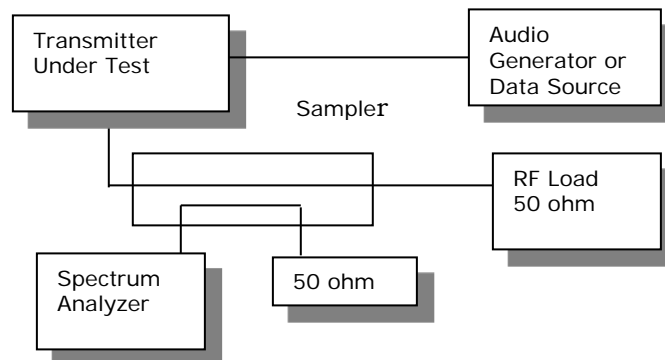 Transmitter
Under Test
Audio
Generator or
Data Source
Sampler
RF Load
50 ohm
Spectrum
Analyzer
50 ohm